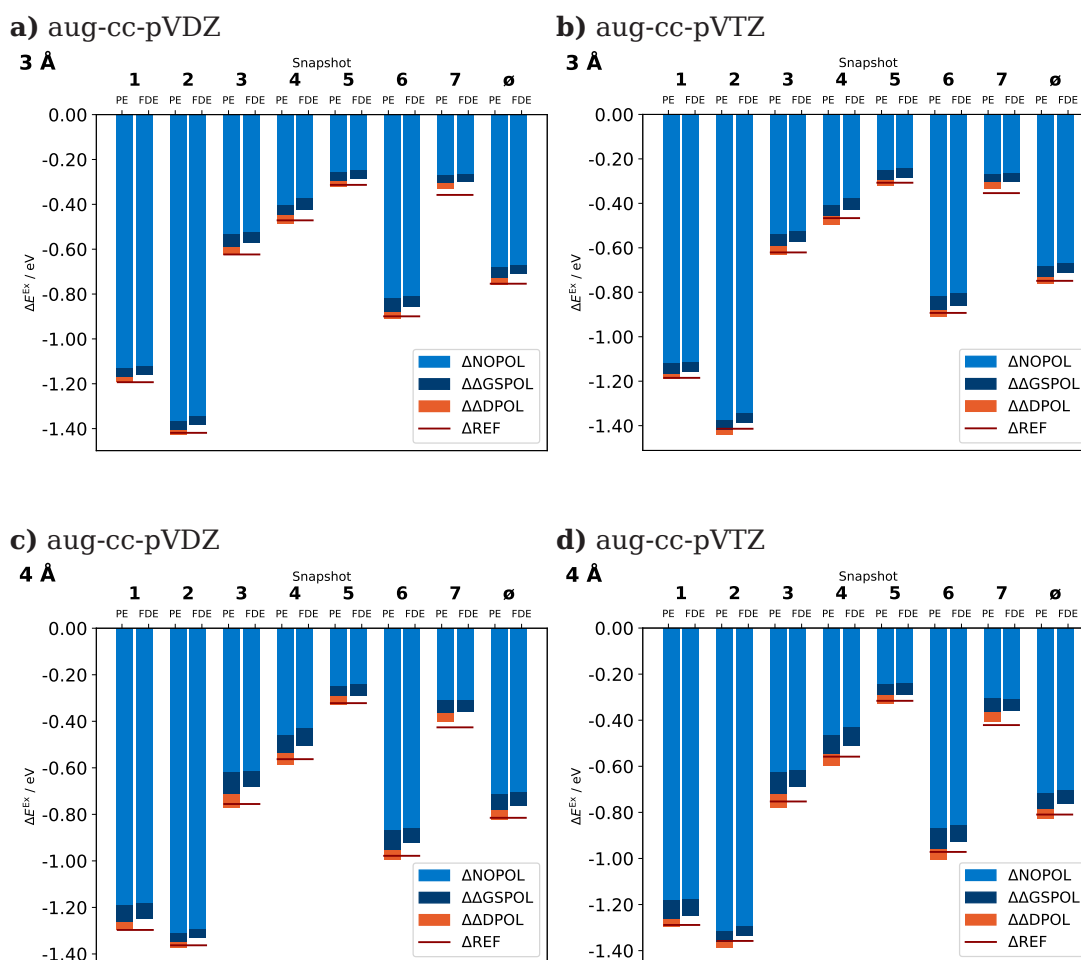 a) aug-cc-pVDZ
3 Å
Snapshot
1 2 3 4 5 6 7 ø
PE FDE PE FDE PE FDE PE FDE PE FDE PE FDE PE FDE PE FDE
0.00
-0.20
-0.40
-0.60
-0.80
-1.00
-1.20
-1.40
ΔE^Ex / eV
ΔNOPOL
ΔΔGSPOL
ΔΔDPOL
ΔREF
b) aug-cc-pVTZ
3 Å
Snapshot
1 2 3 4 5 6 7 ø
PE FDE PE FDE PE FDE PE FDE PE FDE PE FDE PE FDE PE FDE
0.00
-0.20
-0.40
-0.60
-0.80
-1.00
-1.20
-1.40
ΔE^Ex / eV
ΔNOPOL
ΔΔGSPOL
ΔΔDPOL
ΔREF
c) aug-cc-pVDZ
4 Å
Snapshot
1 2 3 4 5 6 7 ø
PE FDE PE FDE PE FDE PE FDE PE FDE PE FDE PE FDE PE FDE
0.00
-0.20
-0.40
-0.60
-0.80
-1.00
-1.20
-1.40
ΔE^Ex / eV
ΔNOPOL
ΔΔGSPOL
ΔΔDPOL
ΔREF
d) aug-cc-pVTZ
4 Å
Snapshot
1 2 3 4 5 6 7 ø
PE FDE PE FDE PE FDE PE FDE PE FDE PE FDE PE FDE PE FDE
0.00
-0.20
-0.40
-0.60
-0.80
-1.00
-1.20
-1.40
ΔE^Ex / eV
ΔNOPOL
ΔΔGSPOL
ΔΔDPOL
ΔREF